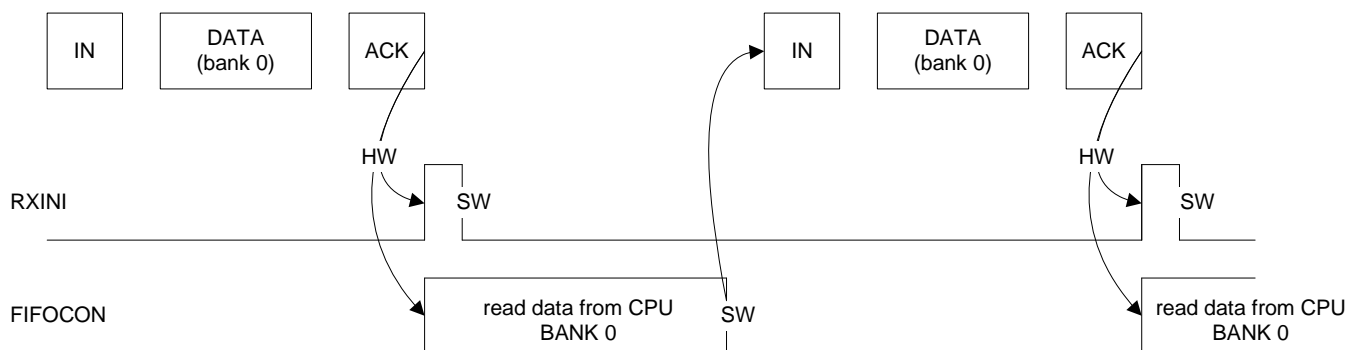 IN
DATA
(bank 0)
ACK
IN
DATA
(bank 0)
ACK
HW
HW
RXINI
SW
SW
FIFOCON
read data from CPU
BANK 0
SW
read data from CPU
BANK 0